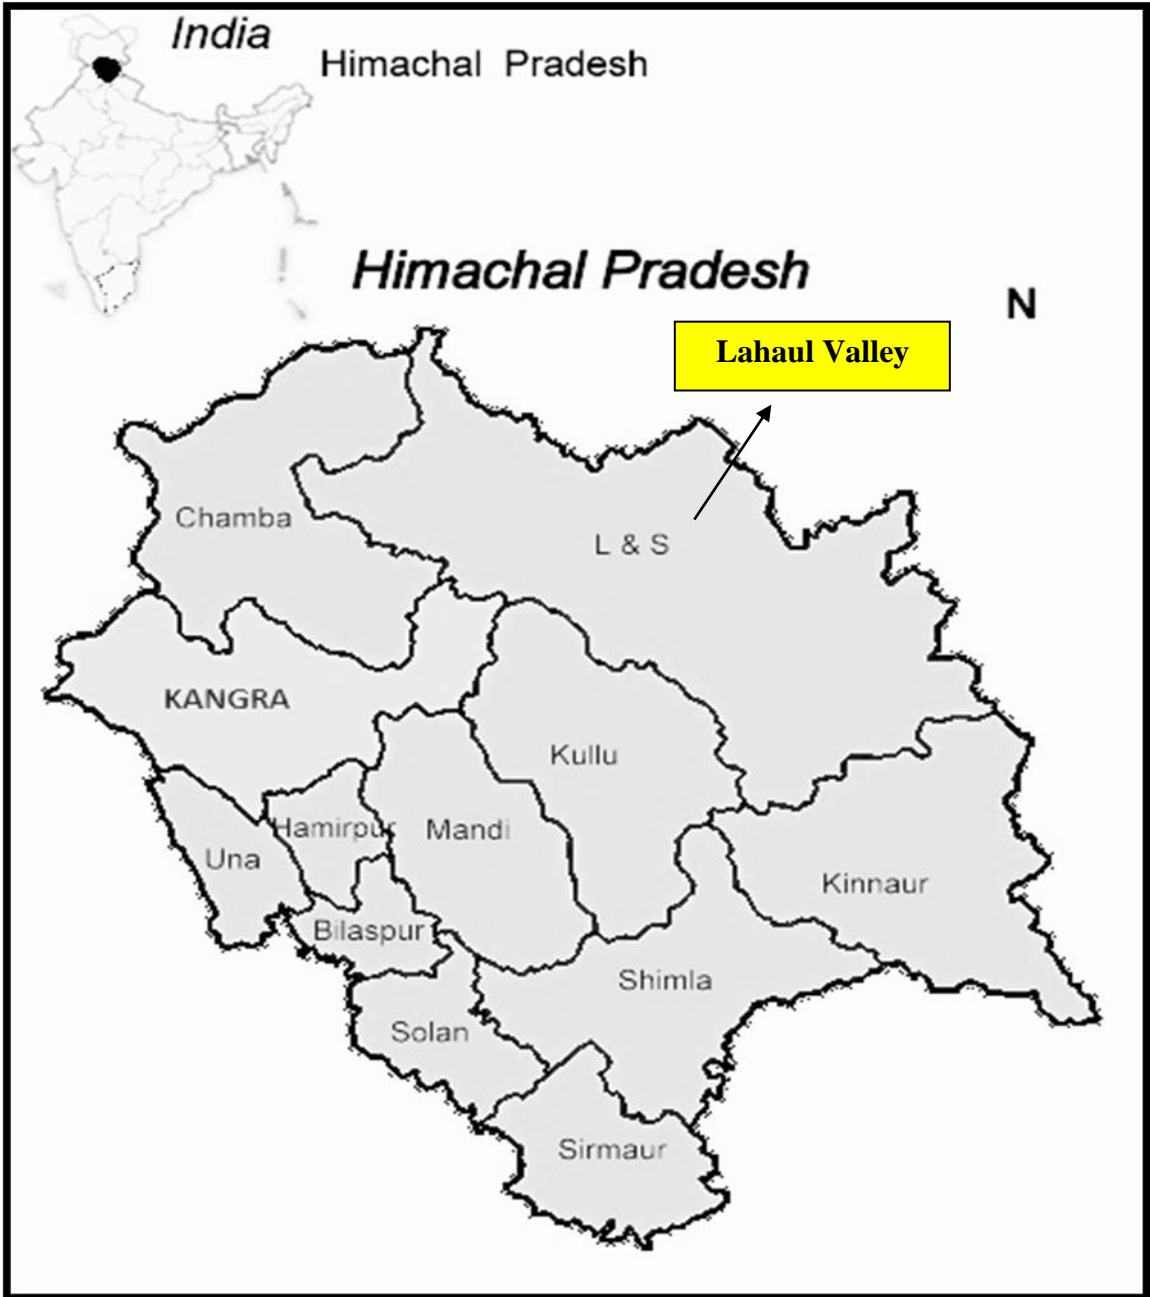 India
Himachal Pradesh
Himachal Pradesh
N
Lahaul Valley
Chamba
L & S
KANGRA
Kullu
Hamirpur
Mandi
Una
Kinnaur
Bilaspur
Shimla
Solan
Sirmaur